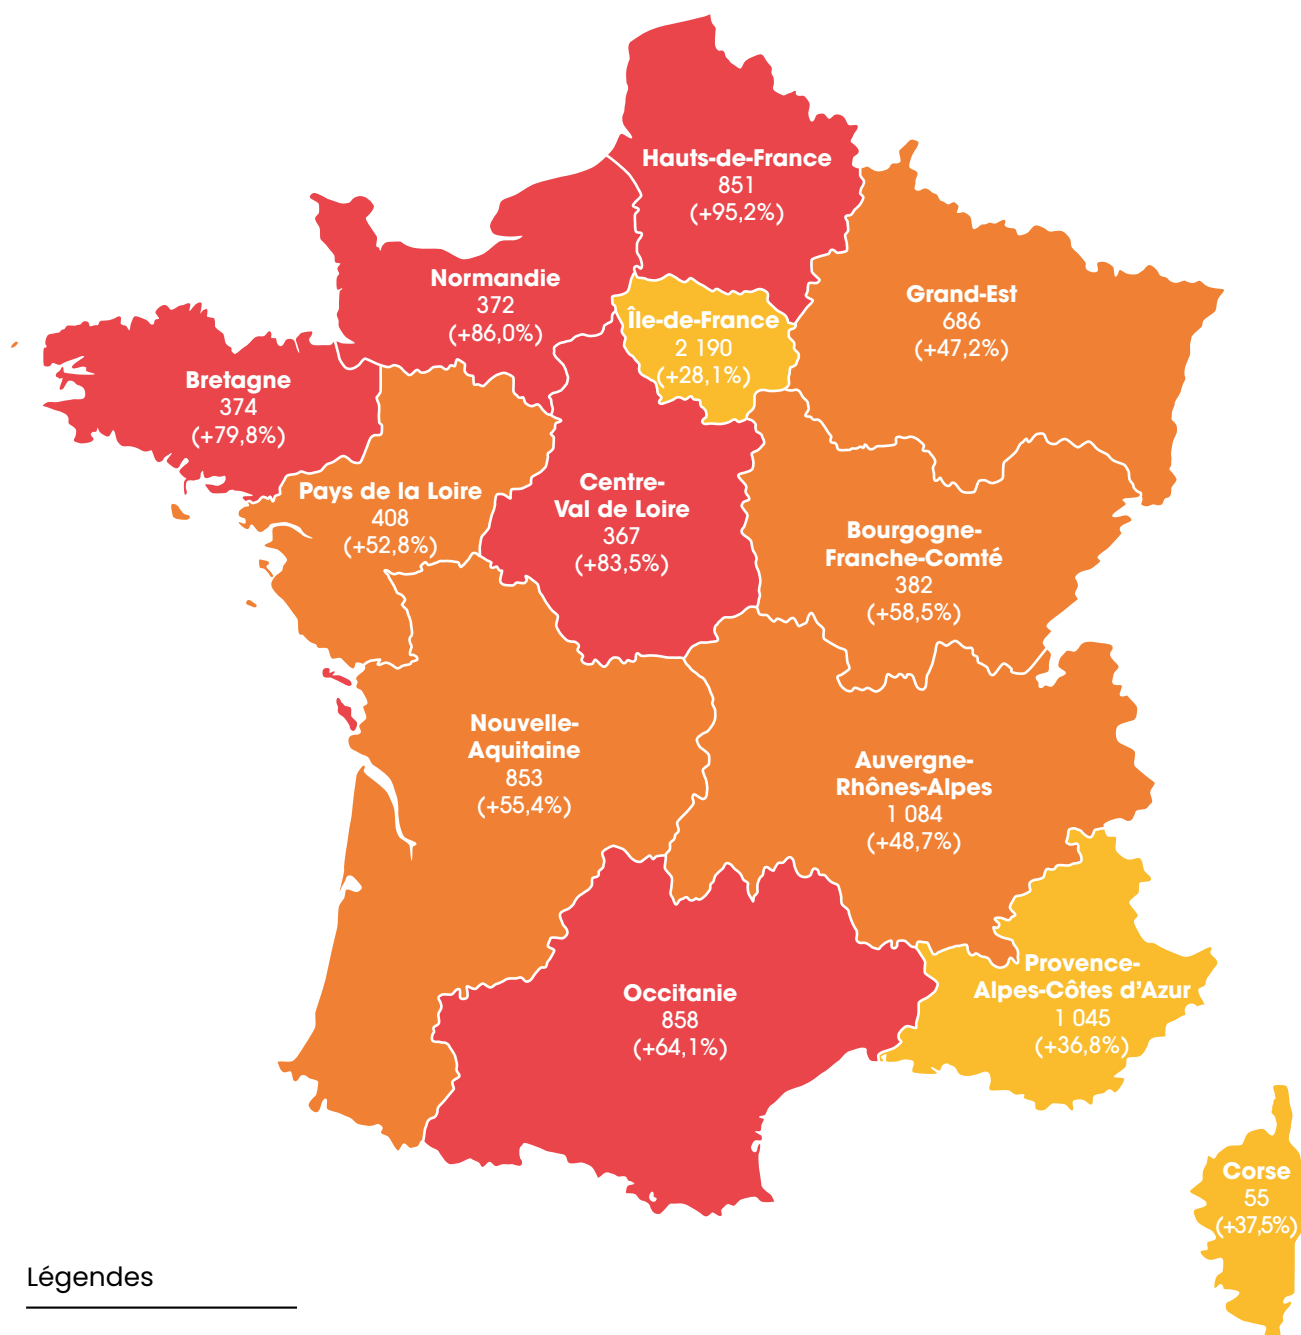 Hauts-de-France
851
(+95,2%)
Normandie
372
(+86,0%)
Île-de-France
2 190
(+28,1%)
Grand-Est
686
(+47,2%)
Bretagne
374
(+79,8%)
Pays de la Loire
408
(+52,8%)
Centre-
Val de Loire
367
(+83,5%)
Bourgogne-
Franche-Comté
382
(+58,5%)
Nouvelle-
Aquitaine
853
(+55,4%)
Auvergne-
Rhônes-Alpes
1 084
(+48,7%)
Occitanie
858
(+64,1%)
Provence-
Alpes-Côtes d'Azur
1 045
(+36,8%)
Corse
55
(+37,5%)
Légendes